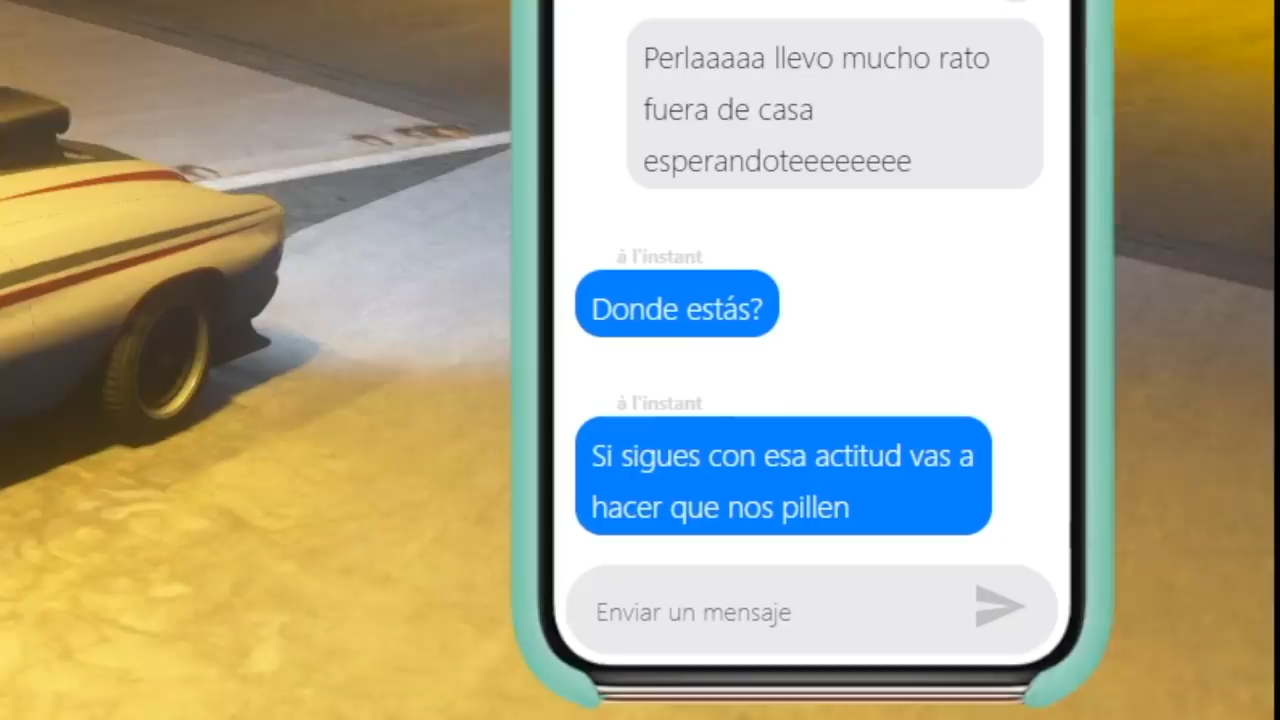 Perlaaaaa llevo mucho rato
fuera de casa
esperandoteeeeeeee
à l'instant
Donde estás?
à l'instant
Si sigues con esa actitud vas a
hacer que nos pillen
Enviar un mensaje